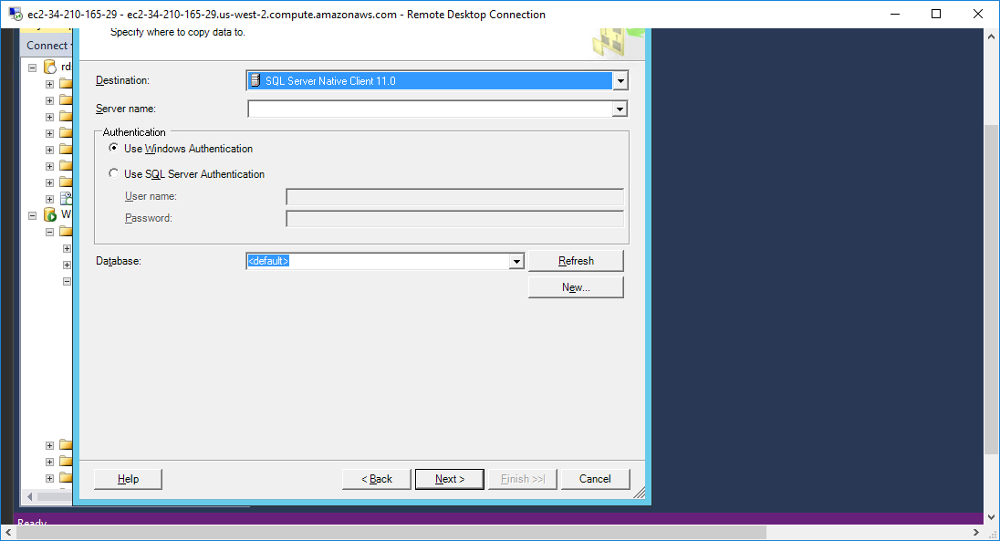 ec2-34-210-165-29 - ec2-34-210-165-29.us-west-2.compute.amazonaws.com - Remote Desktop Connection
Specify where to copy data to.
Connect
rds
Destination:
SQL Server Native Client 11.0
Server name:
Authentication
Use Windows Authentication
Use SQL Server Authentication
User name:
Password:
W
Database:
<default>
Refresh
New...
Help
< Back
Next >
Finish >>|
Cancel
Ready